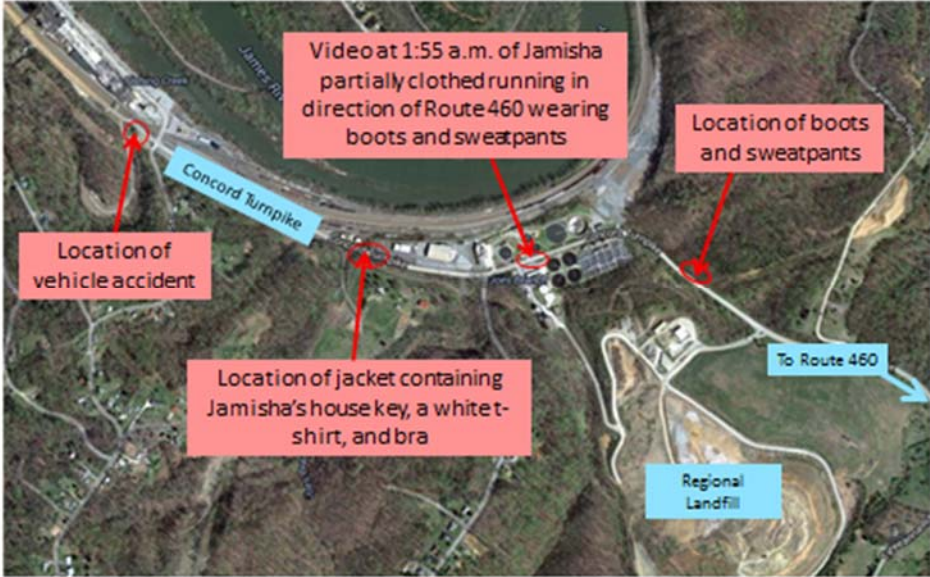 Video at 1:55 a.m. of Jamisha
partially clothed running in
direction of Route 460 wearing
boots and sweatpants
Location of boots
and sweatpants
James
Concord Turnpike
Location of
vehicle accident
To Route 460
Location of jacket containing
Jamisha's house key, a white t-
shirt, and bra
Regional
Landfill